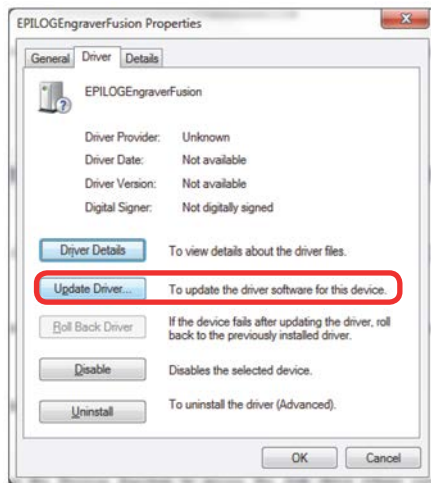 EPILOGEngraverFusion Properties
General Driver Details
EPILOGEngraverFusion
Driver Provider: Unknown
Driver Date: Not available
Driver Version: Not available
Digital Signer: Not digitally signed
Driver Details To view details about the driver files.
Update Driver... To update the driver software for this device.
Roll Back Driver If the device fails after updating the driver, roll
back to the previously installed driver.
Disable Disables the selected device.
Uninstall To uninstall the driver (Advanced).
OK Cancel